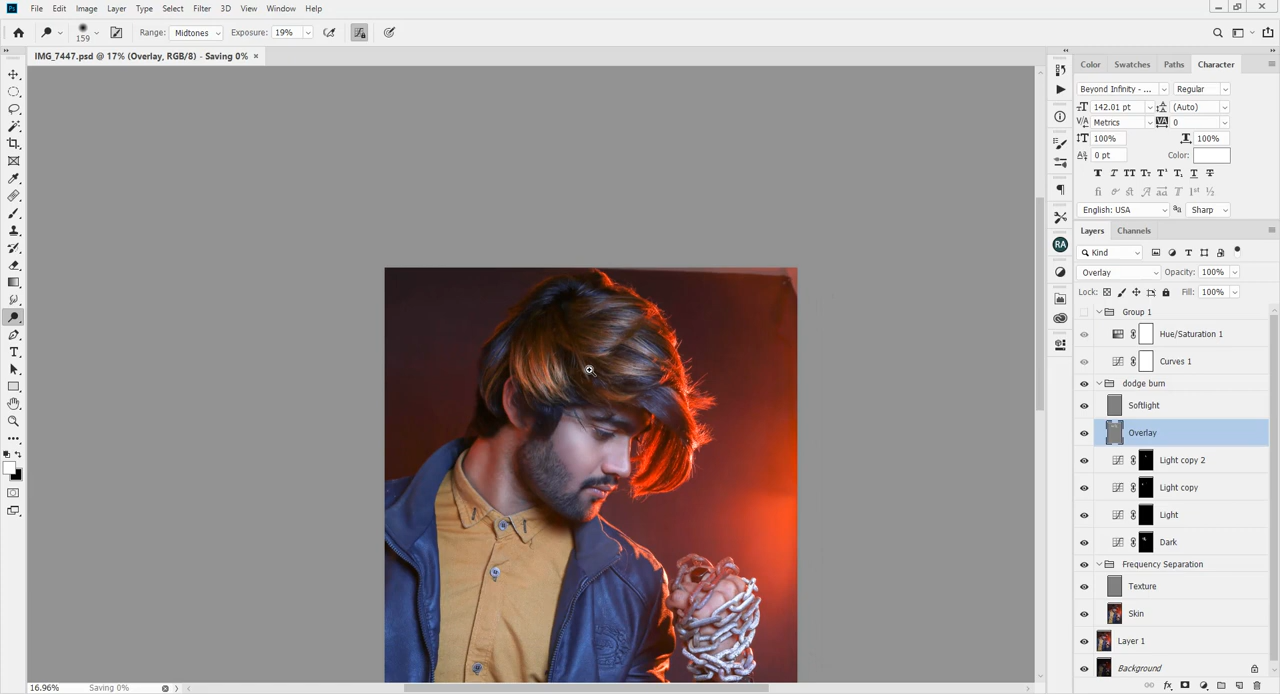 Ps File Edit Image Layer Type Select Filter 3D View Window Help
159 Range: Midtones Exposure: 19%
IMG_7447.psd @ 17% (Overlay, RGB/8) - Saving 0% ×
Color Swatches Paths Character
Beyond Infinity - ... Regular
142.01 pt (Auto)
Metrics 0
100% 100%
0 pt Color:
English: USA Sharp
RA
Layers Channels
Kind
Overlay Opacity: 100%
Lock: Fill: 100%
Group 1
Hue/Saturation 1
Curves 1
dodge burn
Softlight
Overlay
Light copy 2
Light copy
Light
Dark
Frequency Separation
Texture
Skin
Layer 1
Background
16.96% Saving 0%